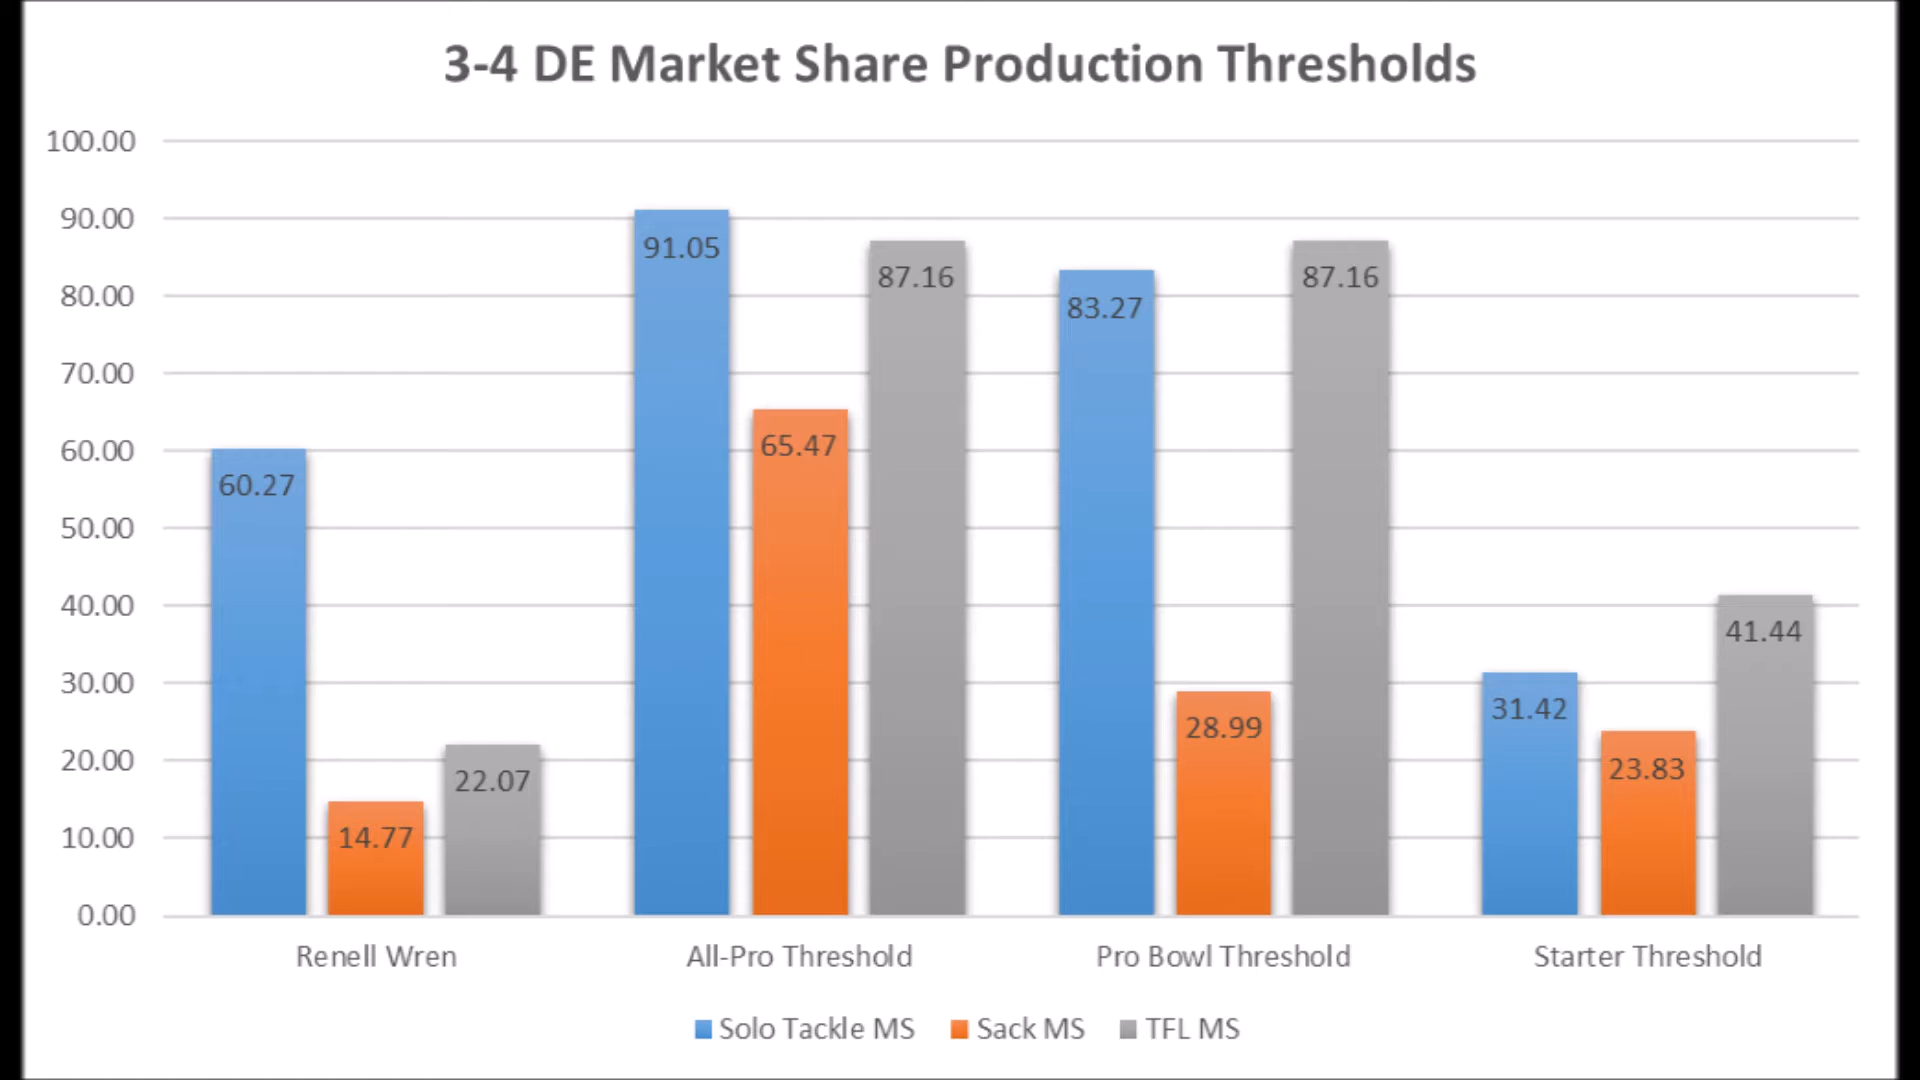 3-4 DE Market Share Production Thresholds
100.00
90.00
80.00
70.00
60.00
50.00
40.00
30.00
20.00
10.00
0.00
60.27
14.77
22.07
91.05
65.47
87.16
83.27
28.99
87.16
31.42
23.83
41.44
Renell Wren
All-Pro Threshold
Pro Bowl Threshold
Starter Threshold
Solo Tackle MS
Sack MS
TFL MS